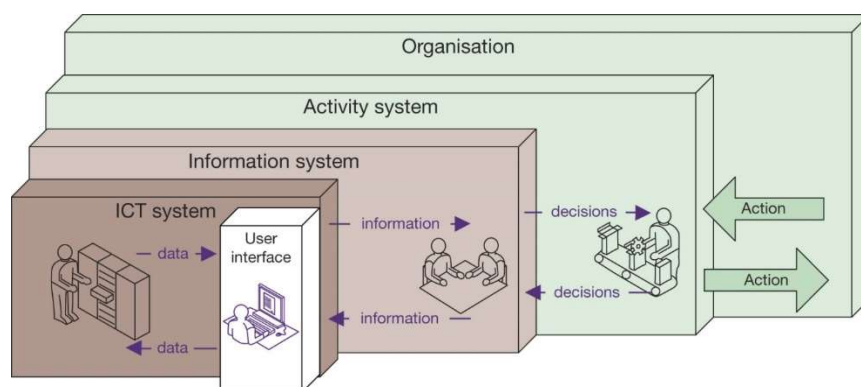 Organisation
Activity system
Information system
ICT system
User
interface
data
data
information
information
decisions
decisions
Action
Action